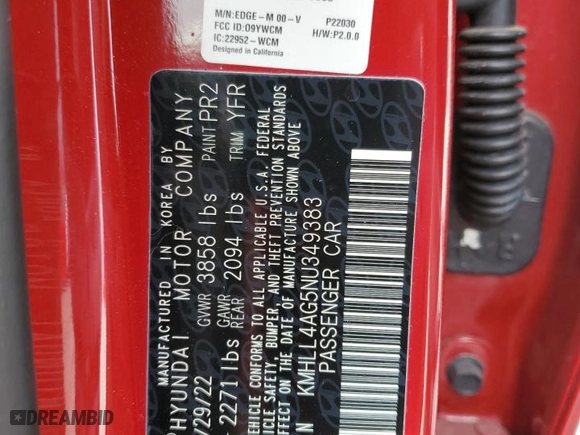 M/N:EDGE-M 00-V P22030
FCC ID:O9YWCM H/W:P2.0.0
IC:22952-WCM
Designed in California
MANUFACTURED IN KOREA BY
HYUNDAI MOTOR COMPANY
/29/22 GVWR 3858 lbs PAINT PR2
2271 lbs GAWR REAR 2094 lbs TRIM YFR
VEHICLE CONFORMS TO ALL APPLICABLE U.S.A. FEDERAL
VEHICLE SAFETY, BUMPER, AND THEFT PREVENTION STANDARDS
EFFECT ON THE DATE OF MANUFACTURE SHOWN ABOVE
KMHLL4AG5NU349383
PASSENGER CAR
DREAMBID.COM